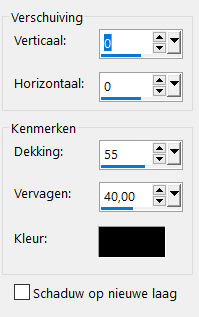 Verschuiving
Verticaal: 0
Horizontaal: 0
Kenmerken
Dekking: 55
Vervagen: 40,00
Kleur:
Schaduw op nieuwe laag